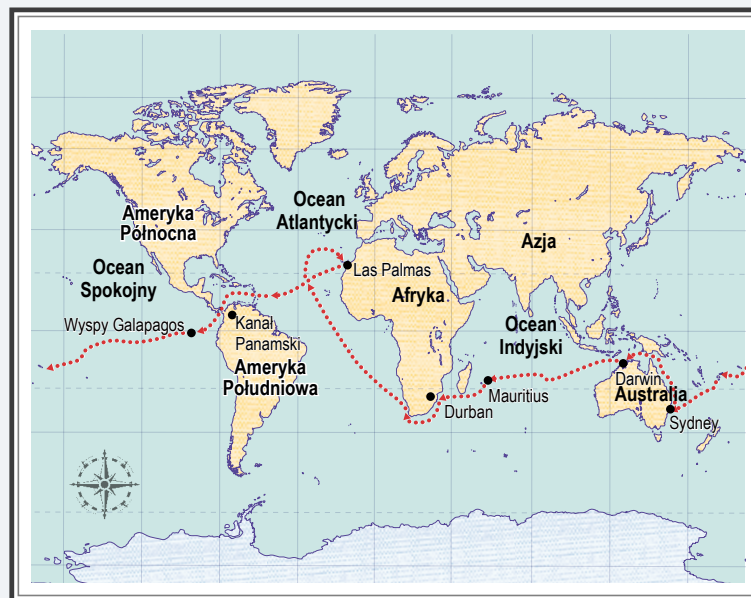 Ocean
Atlantycki
Ameryka
Północna
Azja
Ocean
Spokojny
Las Palmas
Afryka
Wyspy Galapagos
Kanał
Panamski
Ocean
Indyjski
Ameryka
Południowa
Mauritius
Durban
Darwin
Australia
Sydney